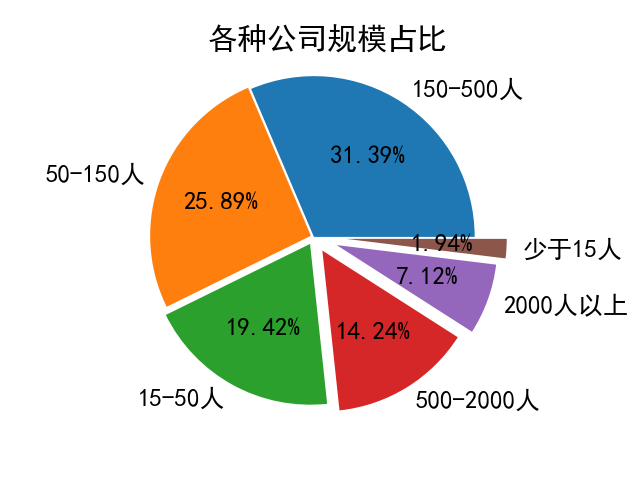 各种公司规模占比
150-500人
31.39%
50-150人
25.89%
1.94%
少于15人
7.12%
2000人以上
19.42%
14.24%
15-50人
500-2000人